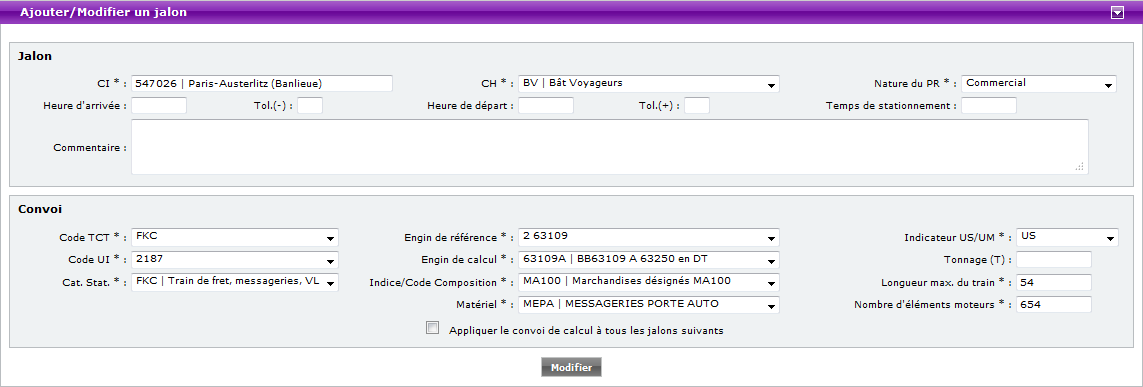 Ajouter/Modifier un jalon
Jalon
CI * : 547026 | Paris-Austerlitz (Banlieue) CH * : BV | Bât Voyageurs Nature du PR * : Commercial
Heure d'arrivée : Tol.(-) : Heure de départ : Tol.(+) : Temps de stationnement :
Commentaire :
Convoi
Code TCT * : FKC Engin de référence * : 2 63109 Indicateur US/UM * : US
Code UI * : 2187 Engin de calcul * : 63109A | BB63109 A 63250 en DT Tonnage (T) :
Cat. Stat. * : FKC | Train de fret, messageries, VL Indice/Code Composition * : MA100 | Marchandises désignés MA100 Longueur max. du train * : 54
Matériel * : MEPA | MESSAGERIES PORTE AUTO Nombre d'éléments moteurs * : 654
Appliquer le convoi de calcul à tous les jalons suivants
Modifier